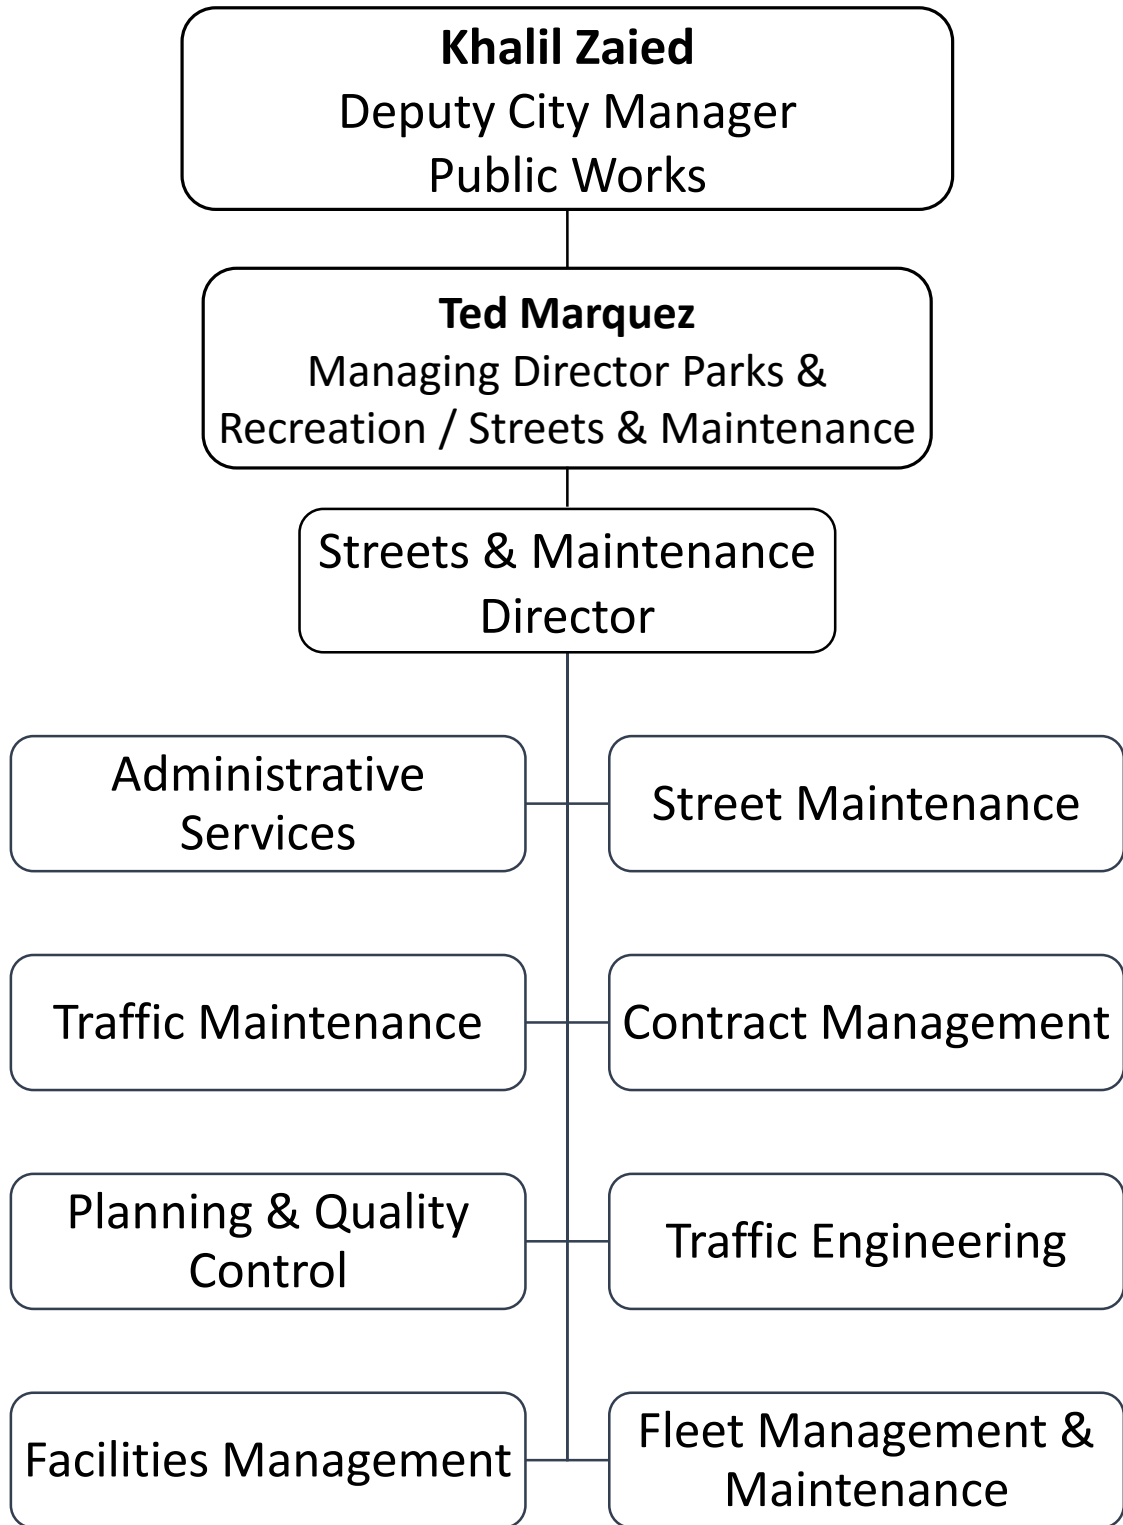 Khalil Zaied
Deputy City Manager
Public Works
Ted Marquez
Managing Director Parks &
Recreation / Streets & Maintenance
Streets & Maintenance
Director
Administrative
Services
Street Maintenance
Traffic Maintenance
Contract Management
Planning & Quality
Control
Traffic Engineering
Facilities Management
Fleet Management &
Maintenance